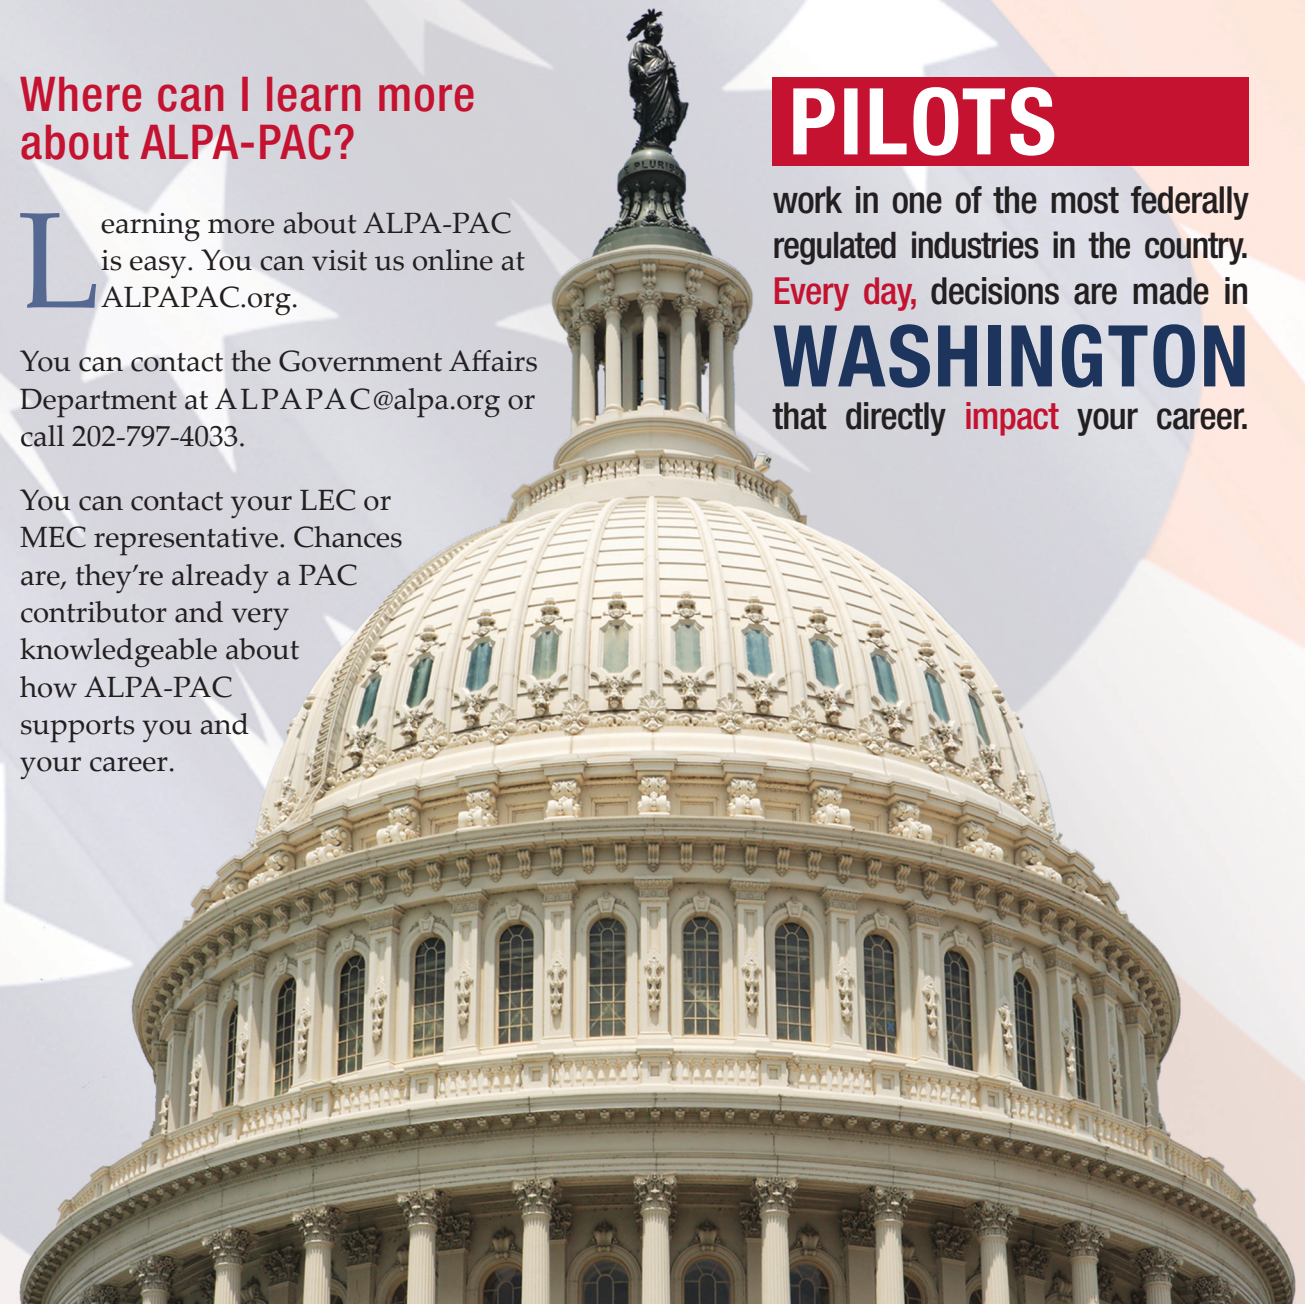 Where can I learn more
about ALPA-PAC?
Learning more about ALPA-PAC
is easy. You can visit us online at
ALPAPAC.org.
You can contact the Government Affairs
Department at ALPAPAC@alpa.org or
call 202-797-4033.
You can contact your LEC or
MEC representative. Chances
are, they’re already a PAC
contributor and very
knowledgeable about
how ALPA-PAC
supports you and
your career.
PILOTS
work in one of the most federally
regulated industries in the country.
Every day, decisions are made in
WASHINGTON
that directly impact your career.